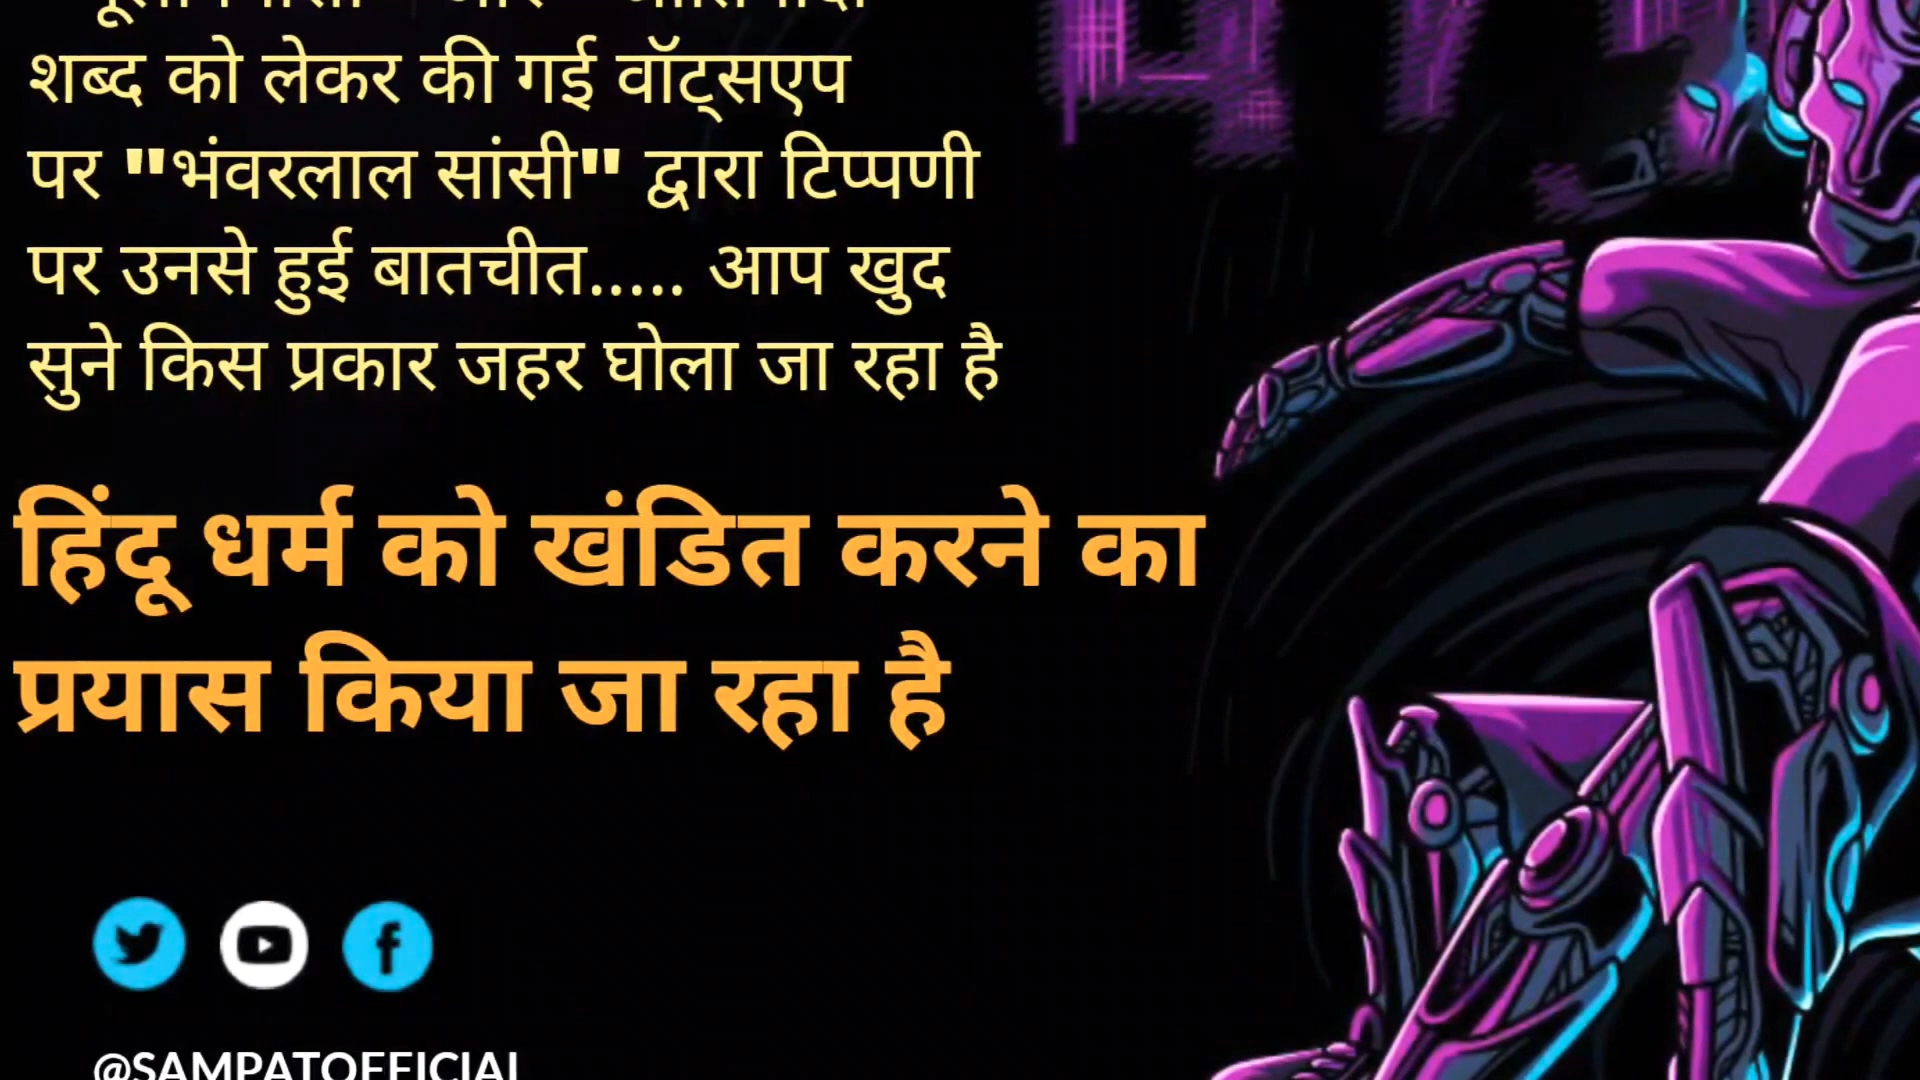 शब्द को लेकर की गई वॉट्सएप
पर "भंवरलाल सांसी" द्वारा टिप्पणी
पर उनसे हुई बातचीत..... आप खुद
सुने किस प्रकार जहर घोला जा रहा है
हिंदू धर्म को खंडित करने का
प्रयास किया जा रहा है
@SAMPATOFFICIAL